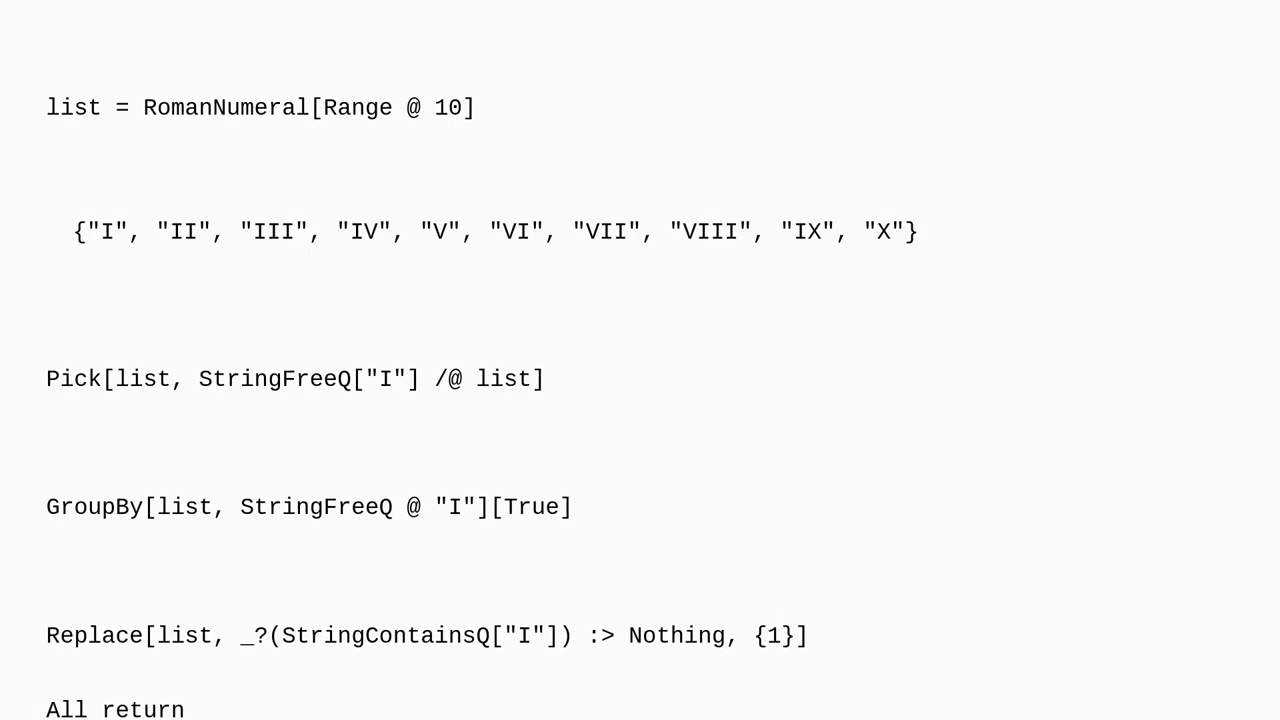 list = RomanNumeral[Range @ 10]
{"I", "II", "III", "IV", "V", "VI", "VII", "VIII", "IX", "X"}
Pick[list, StringFreeQ["I"] /@ list]
GroupBy[list, StringFreeQ @ "I"][True]
Replace[list, _?(StringContainsQ["I"]) :> Nothing, {1}]
All return